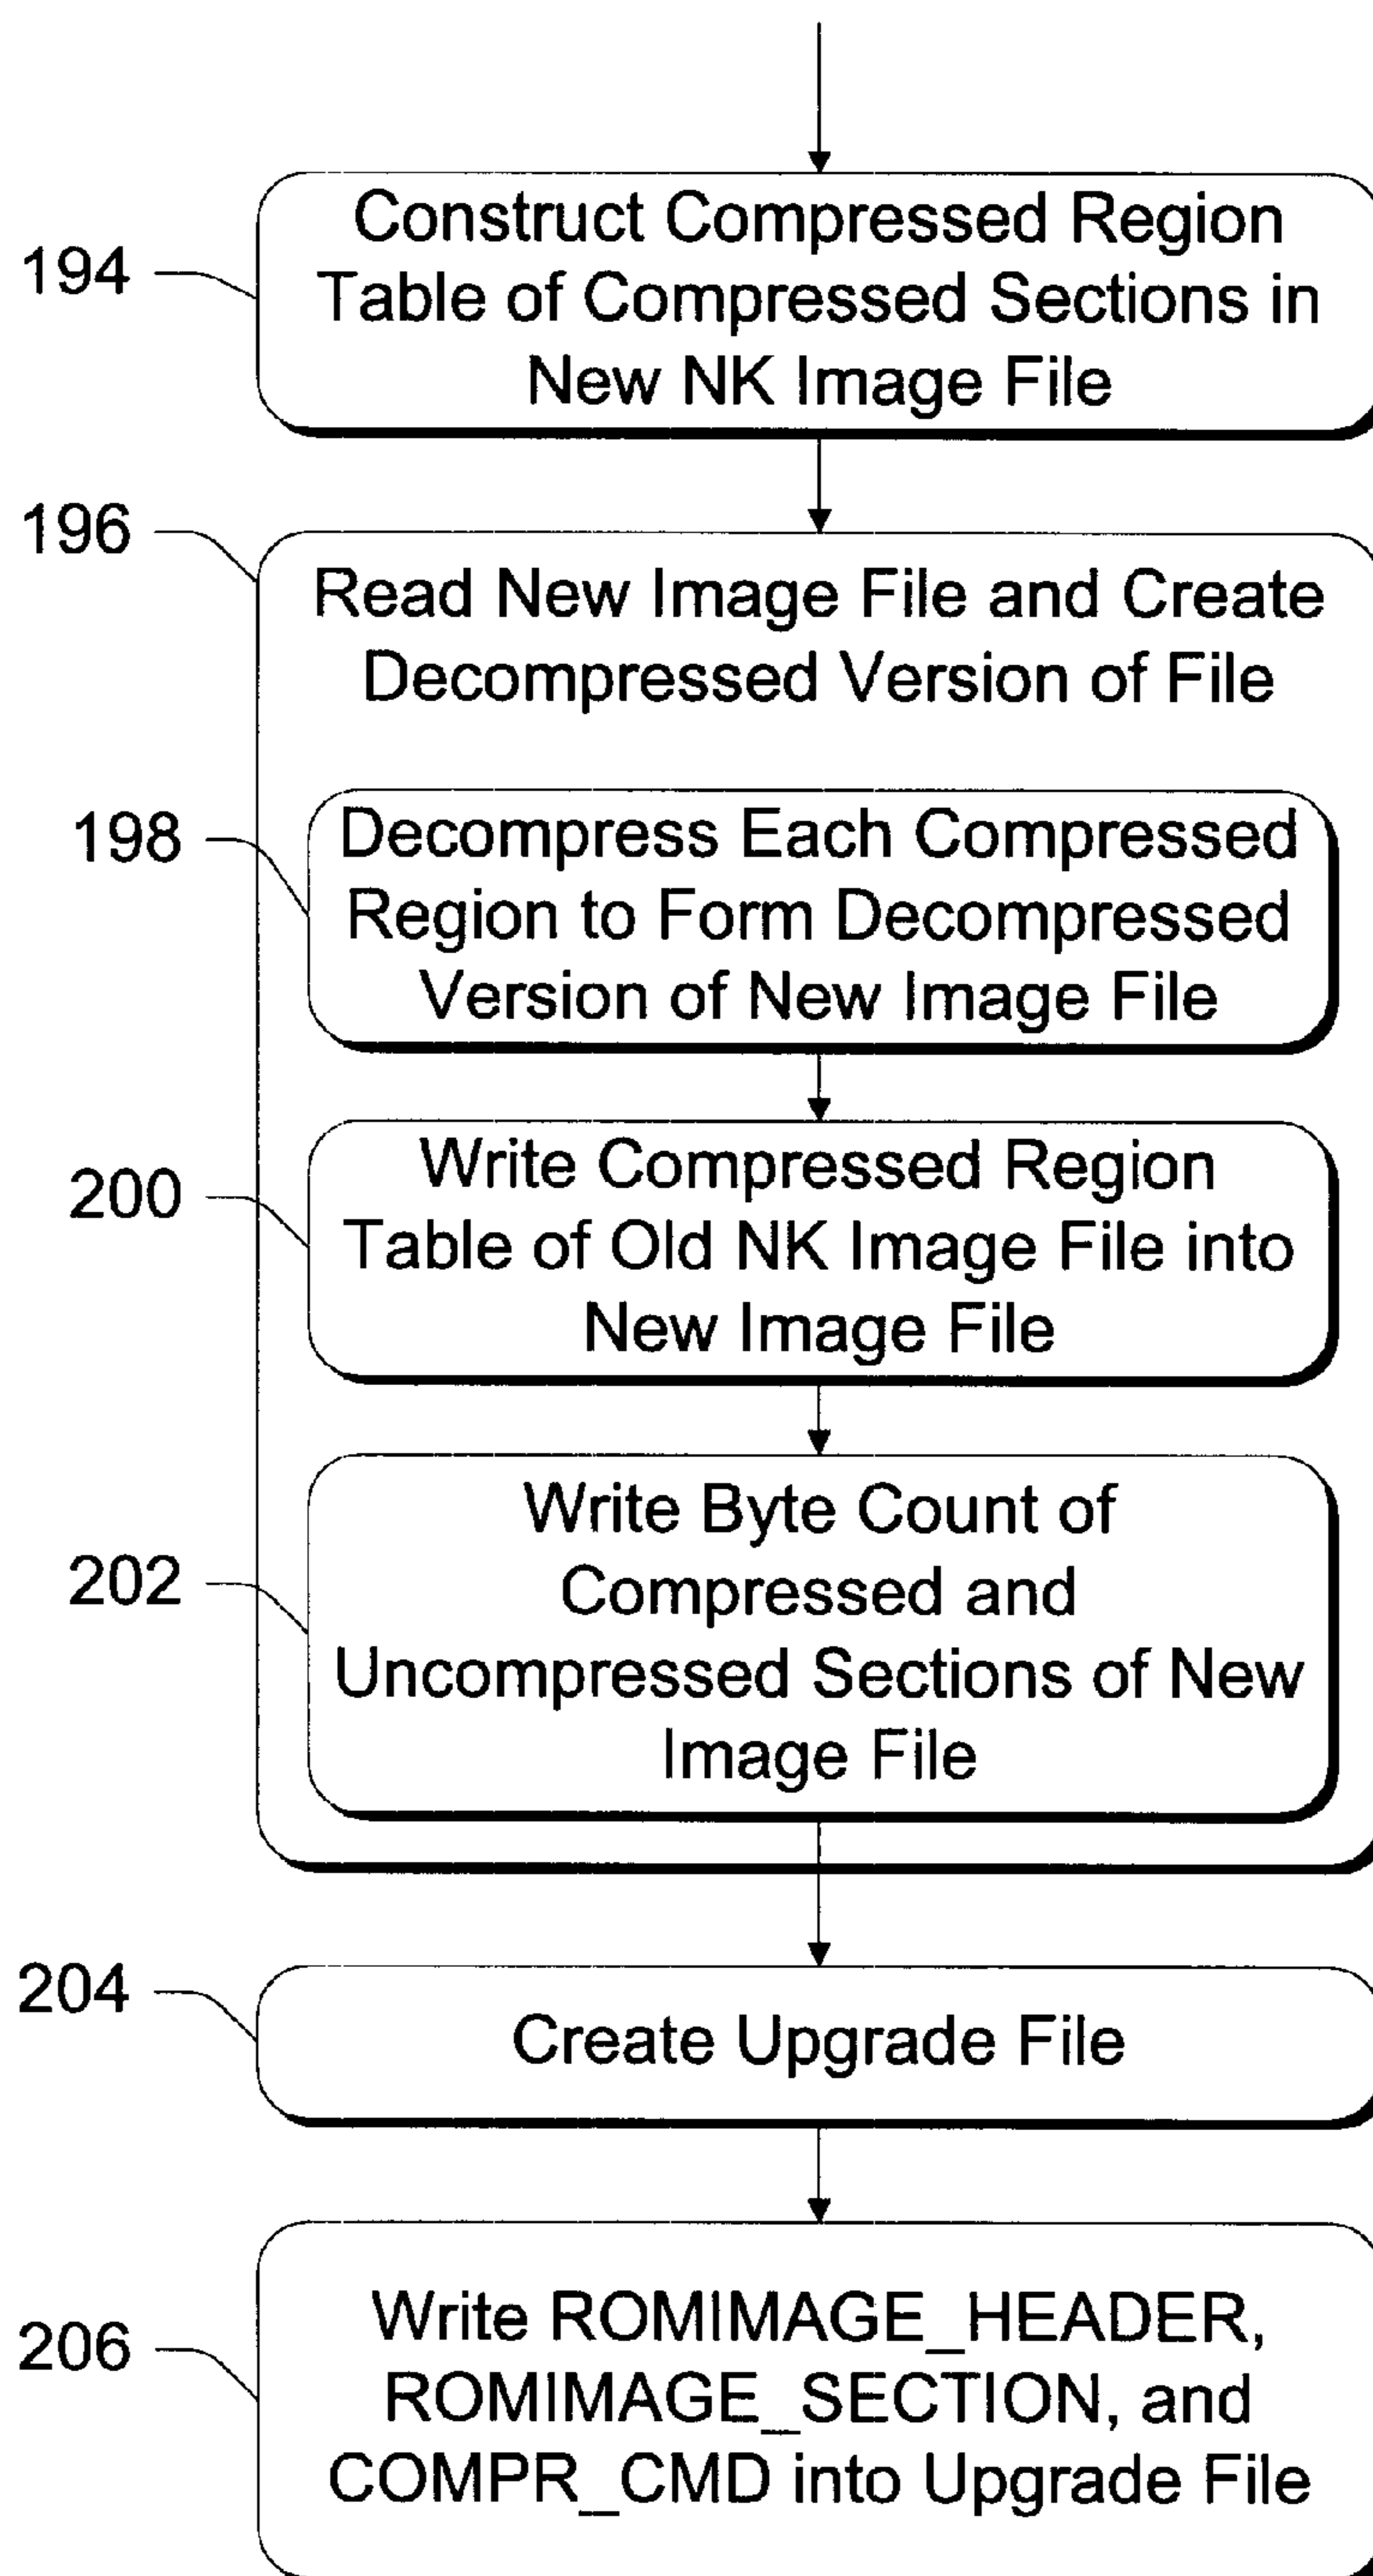 194
Construct Compressed Region
Table of Compressed Sections in
New NK Image File
196
Read New Image File and Create
Decompressed Version of File
198
Decompress Each Compressed
Region to Form Decompressed
Version of New Image File
200
Write Compressed Region
Table of Old NK Image File into
New Image File
202
Write Byte Count of
Compressed and
Uncompressed Sections of New
Image File
204
Create Upgrade File
206
Write ROMIMAGE_HEADER,
ROMIMAGE_SECTION, and
COMPR_CMD into Upgrade File